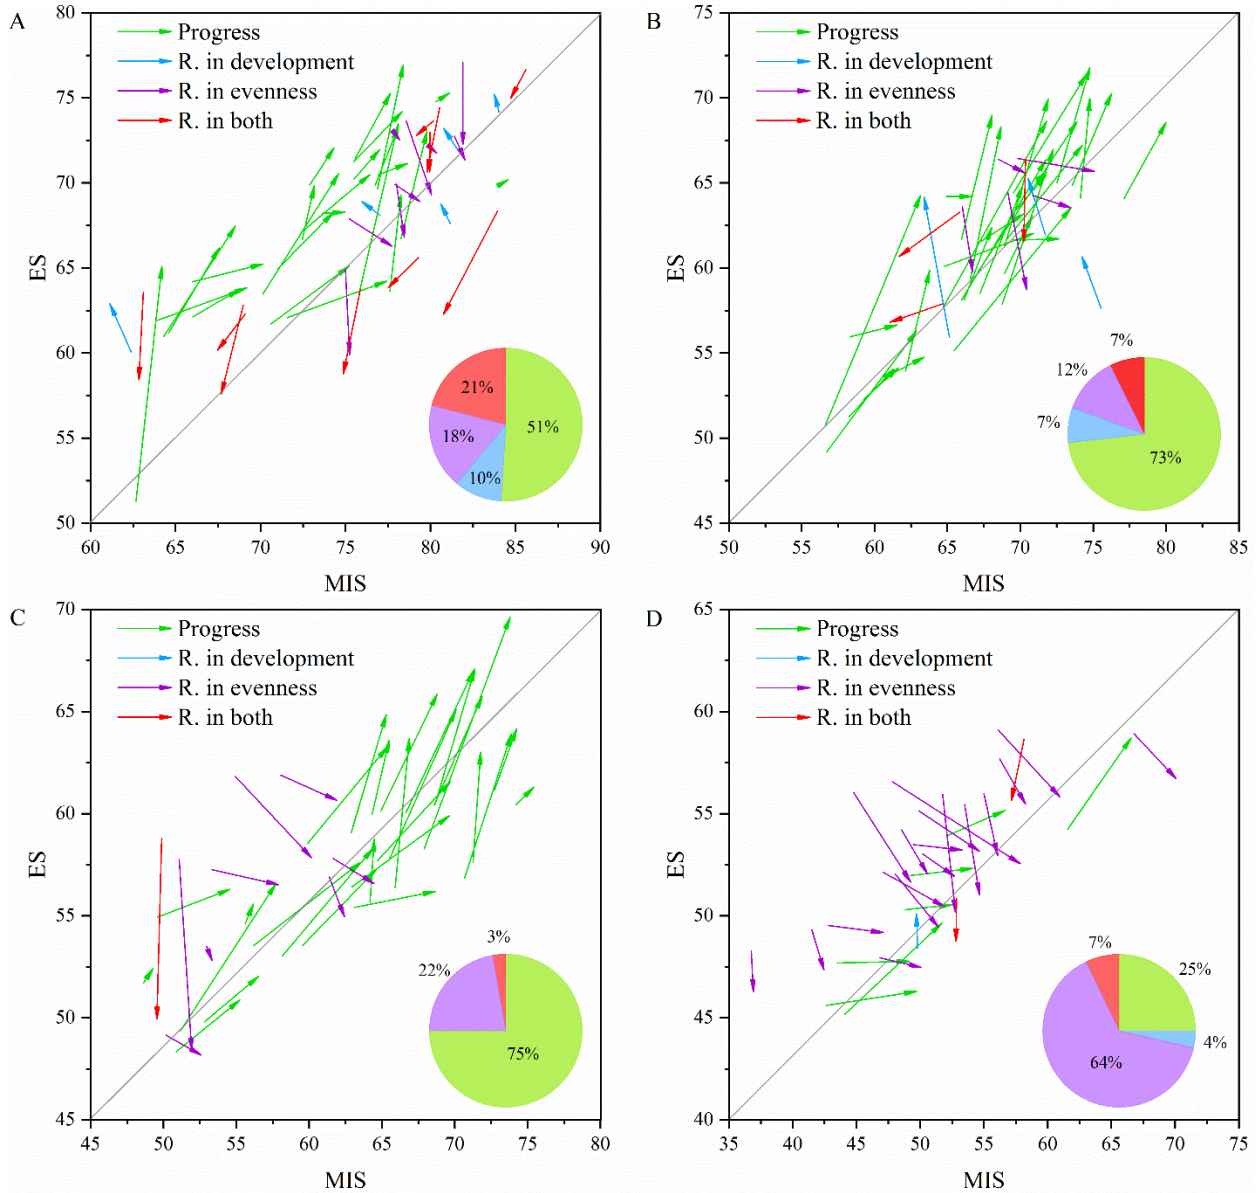 A
80
75
70
65
60
55
50
ES
60
65
70
75
80
85
90
MIS
Progress
R. in development
R. in evenness
R. in both
21%
51%
18%
10%
B
75
70
65
60
55
50
45
ES
50
55
60
65
70
75
80
85
MIS
Progress
R. in development
R. in evenness
R. in both
7%
12%
7%
73%
C
70
65
60
55
50
45
ES
45
50
55
60
65
70
75
80
MIS
Progress
R. in development
R. in evenness
R. in both
3%
22%
75%
D
65
60
55
50
45
40
ES
35
40
45
50
55
60
65
70
75
MIS
Progress
R. in development
R. in evenness
R. in both
7%
25%
4%
64%